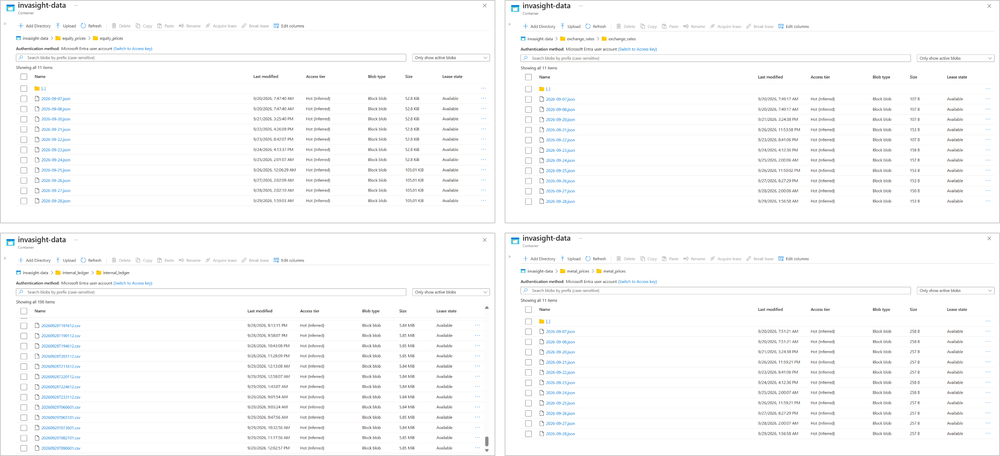 invasight-data ...
Container
Add Directory Upload Refresh Delete Copy Paste Rename Acquire lease Break lease Edit columns
invasight-data > equity_prices > equity_prices
Authentication method: Microsoft Entra user account (Switch to Access key)
Search blobs by prefix (case-sensitive) Only show active blobs
Showing all 11 items
Name Last modified Access tier Blob type Size Lease state
[..]
2026-09-07.json 9/20/2026, 7:47:40 AM Hot (Inferred) Block blob 52.8 KiB Available
2026-09-08.json 9/20/2026, 7:47:40 AM Hot (Inferred) Block blob 52.8 KiB Available
2026-09-20.json 9/21/2026, 3:25:40 PM Hot (Inferred) Block blob 52.8 KiB Available
2026-09-21.json 9/22/2026, 4:26:09 PM Hot (Inferred) Block blob 52.8 KiB Available
2026-09-22.json 9/23/2026, 8:42:07 PM Hot (Inferred) Block blob 52.8 KiB Available
2026-09-23.json 9/24/2026, 4:13:37 PM Hot (Inferred) Block blob 52.8 KiB Available
2026-09-24.json 9/25/2026, 2:01:07 AM Hot (Inferred) Block blob 52.8 KiB Available
2026-09-25.json 9/26/2026, 12:06:29 AM Hot (Inferred) Block blob 105.01 KiB Available
2026-09-26.json 9/27/2026, 2:02:09 AM Hot (Inferred) Block blob 105.01 KiB Available
2026-09-27.json 9/28/2026, 2:02:10 AM Hot (Inferred) Block blob 105.01 KiB Available
2026-09-28.json 9/29/2026, 1:59:03 AM Hot (Inferred) Block blob 105.01 KiB Available
invasight-data ...
Container
Add Directory Upload Refresh Delete Copy Paste Rename Acquire lease Break lease Edit columns
invasight-data > exchange_rates > exchange_rates
Authentication method: Microsoft Entra user account (Switch to Access key)
Search blobs by prefix (case-sensitive) Only show active blobs
Showing all 11 items
Name Last modified Access tier Blob type Size Lease state
[..]
2026-09-07.json 9/20/2026, 7:49:17 AM Hot (Inferred) Block blob 107 B Available
2026-09-08.json 9/20/2026, 7:49:17 AM Hot (Inferred) Block blob 107 B Available
2026-09-20.json 9/21/2026, 3:24:38 PM Hot (Inferred) Block blob 107 B Available
2026-09-21.json 9/26/2026, 11:53:58 PM Hot (Inferred) Block blob 153 B Available
2026-09-22.json 9/23/2026, 8:41:06 PM Hot (Inferred) Block blob 107 B Available
2026-09-23.json 9/24/2026, 4:12:36 PM Hot (Inferred) Block blob 158 B Available
2026-09-24.json 9/25/2026, 2:00:06 AM Hot (Inferred) Block blob 157 B Available
2026-09-25.json 9/26/2026, 11:59:02 PM Hot (Inferred) Block blob 153 B Available
2026-09-26.json 9/27/2026, 8:27:29 PM Hot (Inferred) Block blob 153 B Available
2026-09-27.json 9/28/2026, 2:00:06 AM Hot (Inferred) Block blob 150 B Available
2026-09-28.json 9/29/2026, 1:56:58 AM Hot (Inferred) Block blob 153 B Available
invasight-data ...
Container
Add Directory Upload Refresh Delete Copy Paste Rename Acquire lease Break lease Edit columns
invasight-data > internal_ledger > internal_ledger
Authentication method: Microsoft Entra user account (Switch to Access key)
Search blobs by prefix (case-sensitive) Only show active blobs
Showing all 198 items
Name Last modified Access tier Blob type Size Lease state
20260928T181612.csv 9/28/2026, 9:13:15 PM Hot (Inferred) Block blob 5.84 MiB Available
20260928T190112.csv 9/28/2026, 9:58:07 PM Hot (Inferred) Block blob 5.85 MiB Available
20260928T194612.csv 9/28/2026, 10:43:08 PM Hot (Inferred) Block blob 5.85 MiB Available
20260928T203112.csv 9/28/2026, 11:28:09 PM Hot (Inferred) Block blob 5.85 MiB Available
20260928T211612.csv 9/29/2026, 12:13:08 AM Hot (Inferred) Block blob 5.84 MiB Available
20260928T220112.csv 9/29/2026, 12:58:07 AM Hot (Inferred) Block blob 5.84 MiB Available
20260928T224612.csv 9/29/2026, 1:43:07 AM Hot (Inferred) Block blob 5.84 MiB Available
20260928T233112.csv 9/29/2026, 9:01:54 AM Hot (Inferred) Block blob 5.84 MiB Available
20260929T060601.csv 9/29/2026, 9:03:24 AM Hot (Inferred) Block blob 5.84 MiB Available
20260929T065101.csv 9/29/2026, 9:47:56 AM Hot (Inferred) Block blob 5.85 MiB Available
20260929T073601.csv 9/29/2026, 10:32:56 AM Hot (Inferred) Block blob 5.84 MiB Available
20260929T082101.csv 9/29/2026, 11:17:56 AM Hot (Inferred) Block blob 5.85 MiB Available
20260929T090601.csv 9/29/2026, 12:02:57 PM Hot (Inferred) Block blob 5.85 MiB Available
invasight-data ...
Container
Add Directory Upload Refresh Delete Copy Paste Rename Acquire lease Break lease Edit columns
invasight-data > metal_prices > metal_prices
Authentication method: Microsoft Entra user account (Switch to Access key)
Search blobs by prefix (case-sensitive) Only show active blobs
Showing all 11 items
Name Last modified Access tier Blob type Size Lease state
[..]
2026-09-07.json 9/20/2026, 7:51:21 AM Hot (Inferred) Block blob 258 B Available
2026-09-08.json 9/20/2026, 7:51:21 AM Hot (Inferred) Block blob 258 B Available
2026-09-20.json 9/21/2026, 3:24:38 PM Hot (Inferred) Block blob 257 B Available
2026-09-21.json 9/26/2026, 11:59:21 PM Hot (Inferred) Block blob 257 B Available
2026-09-22.json 9/23/2026, 8:41:06 PM Hot (Inferred) Block blob 257 B Available
2026-09-23.json 9/24/2026, 4:12:36 PM Hot (Inferred) Block blob 258 B Available
2026-09-24.json 9/25/2026, 2:00:07 AM Hot (Inferred) Block blob 258 B Available
2026-09-25.json 9/26/2026, 11:59:21 PM Hot (Inferred) Block blob 257 B Available
2026-09-26.json 9/27/2026, 8:27:29 PM Hot (Inferred) Block blob 257 B Available
2026-09-27.json 9/28/2026, 2:00:07 AM Hot (Inferred) Block blob 257 B Available
2026-09-28.json 9/29/2026, 1:56:58 AM Hot (Inferred) Block blob 257 B Available